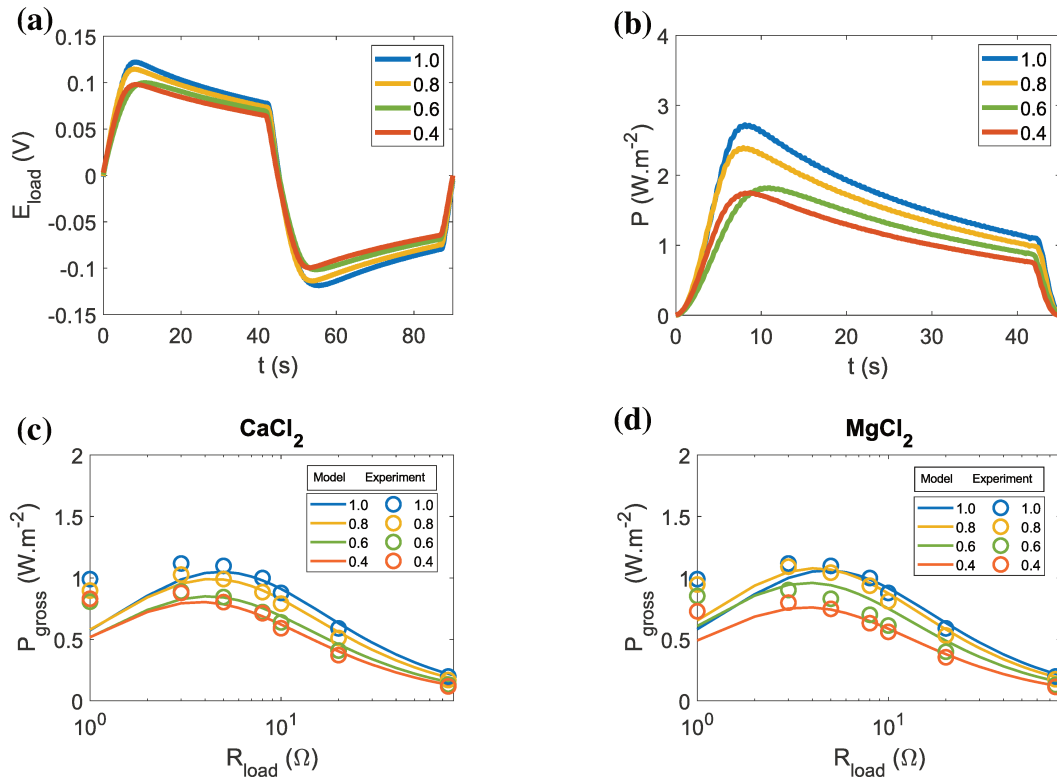 (a)
0.15
0.1
0.05
0
-0.05
-0.1
-0.15
E_load (V)
0 20 40 60 80
t (s)
1.0
0.8
0.6
0.4
(b)
4
3
2
1
0
P (W.m-2)
0 10 20 30 40
t (s)
1.0
0.8
0.6
0.4
(c)
CaCl2
2
1.5
1
0.5
0
P_gross (W.m-2)
10^0 10^1
R_load (Ω)
Model Experiment
1.0 1.0
0.8 0.8
0.6 0.6
0.4 0.4
(d)
MgCl2
2
1.5
1
0.5
0
P_gross (W.m-2)
10^0 10^1
R_load (Ω)
Model Experiment
1.0 1.0
0.8 0.8
0.6 0.6
0.4 0.4